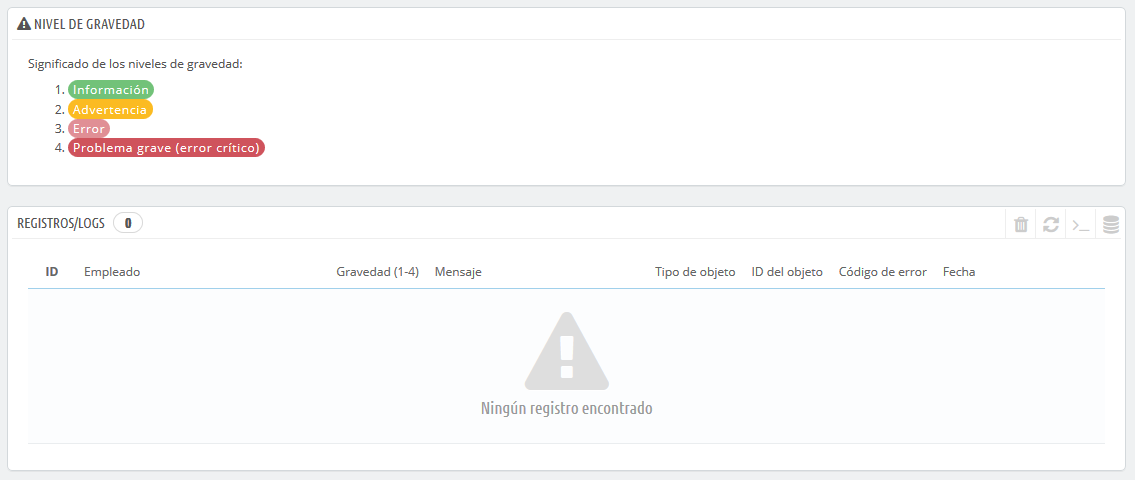 NIVEL DE GRAVEDAD
Significado de los niveles de gravedad:
1. Información
2. Advertencia
3. Error
4. Problema grave (error crítico)
REGISTROS/LOGS 0
ID Empleado Gravedad (1-4) Mensaje Tipo de objeto ID del objeto Código de error Fecha
Ningún registro encontrado